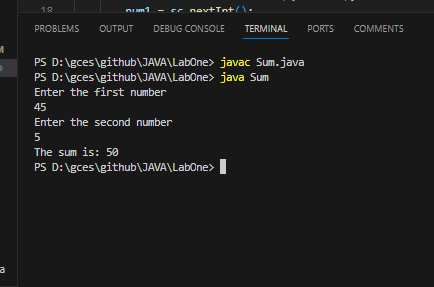 18 num1 = sc.nextInt();
PROBLEMS OUTPUT DEBUG CONSOLE TERMINAL PORTS COMMENTS
PS D:\gces\github\JAVA\LabOne> javac Sum.java
PS D:\gces\github\JAVA\LabOne> java Sum
Enter the first number
45
Enter the second number
5
The sum is: 50
PS D:\gces\github\JAVA\LabOne>